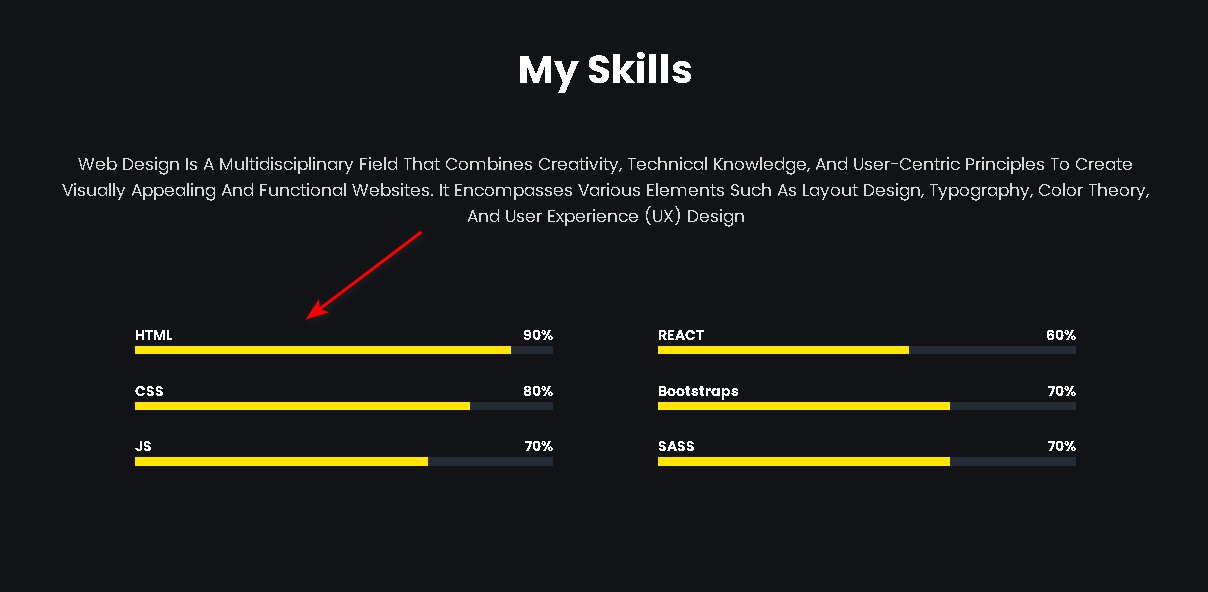 My Skills
Web Design Is A Multidisciplinary Field That Combines Creativity, Technical Knowledge, And User-Centric Principles To Create
Visually Appealing And Functional Websites. It Encompasses Various Elements Such As Layout Design, Typography, Color Theory,
And User Experience (UX) Design
HTML 90%
CSS 80%
JS 70%
REACT 60%
Bootstraps 70%
SASS 70%